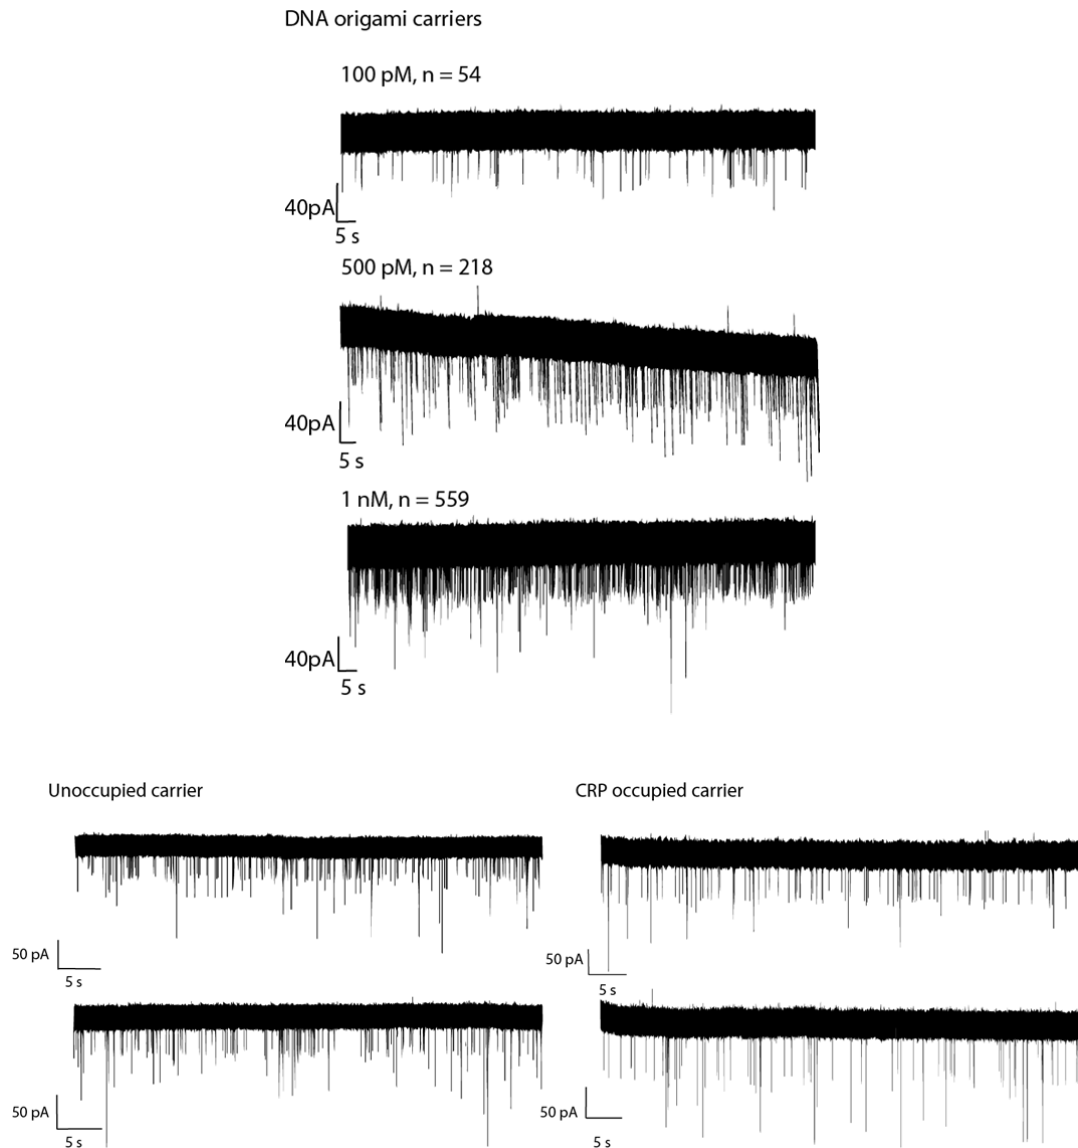 DNA origami carriers
100 pM, n = 54
40pA
5 s
500 pM, n = 218
40pA
5 s
1 nM, n = 559
40pA
5 s
Unoccupied carrier
50 pA
5 s
50 pA
5 s
CRP occupied carrier
50 pA
5 s
50 pA
5 s